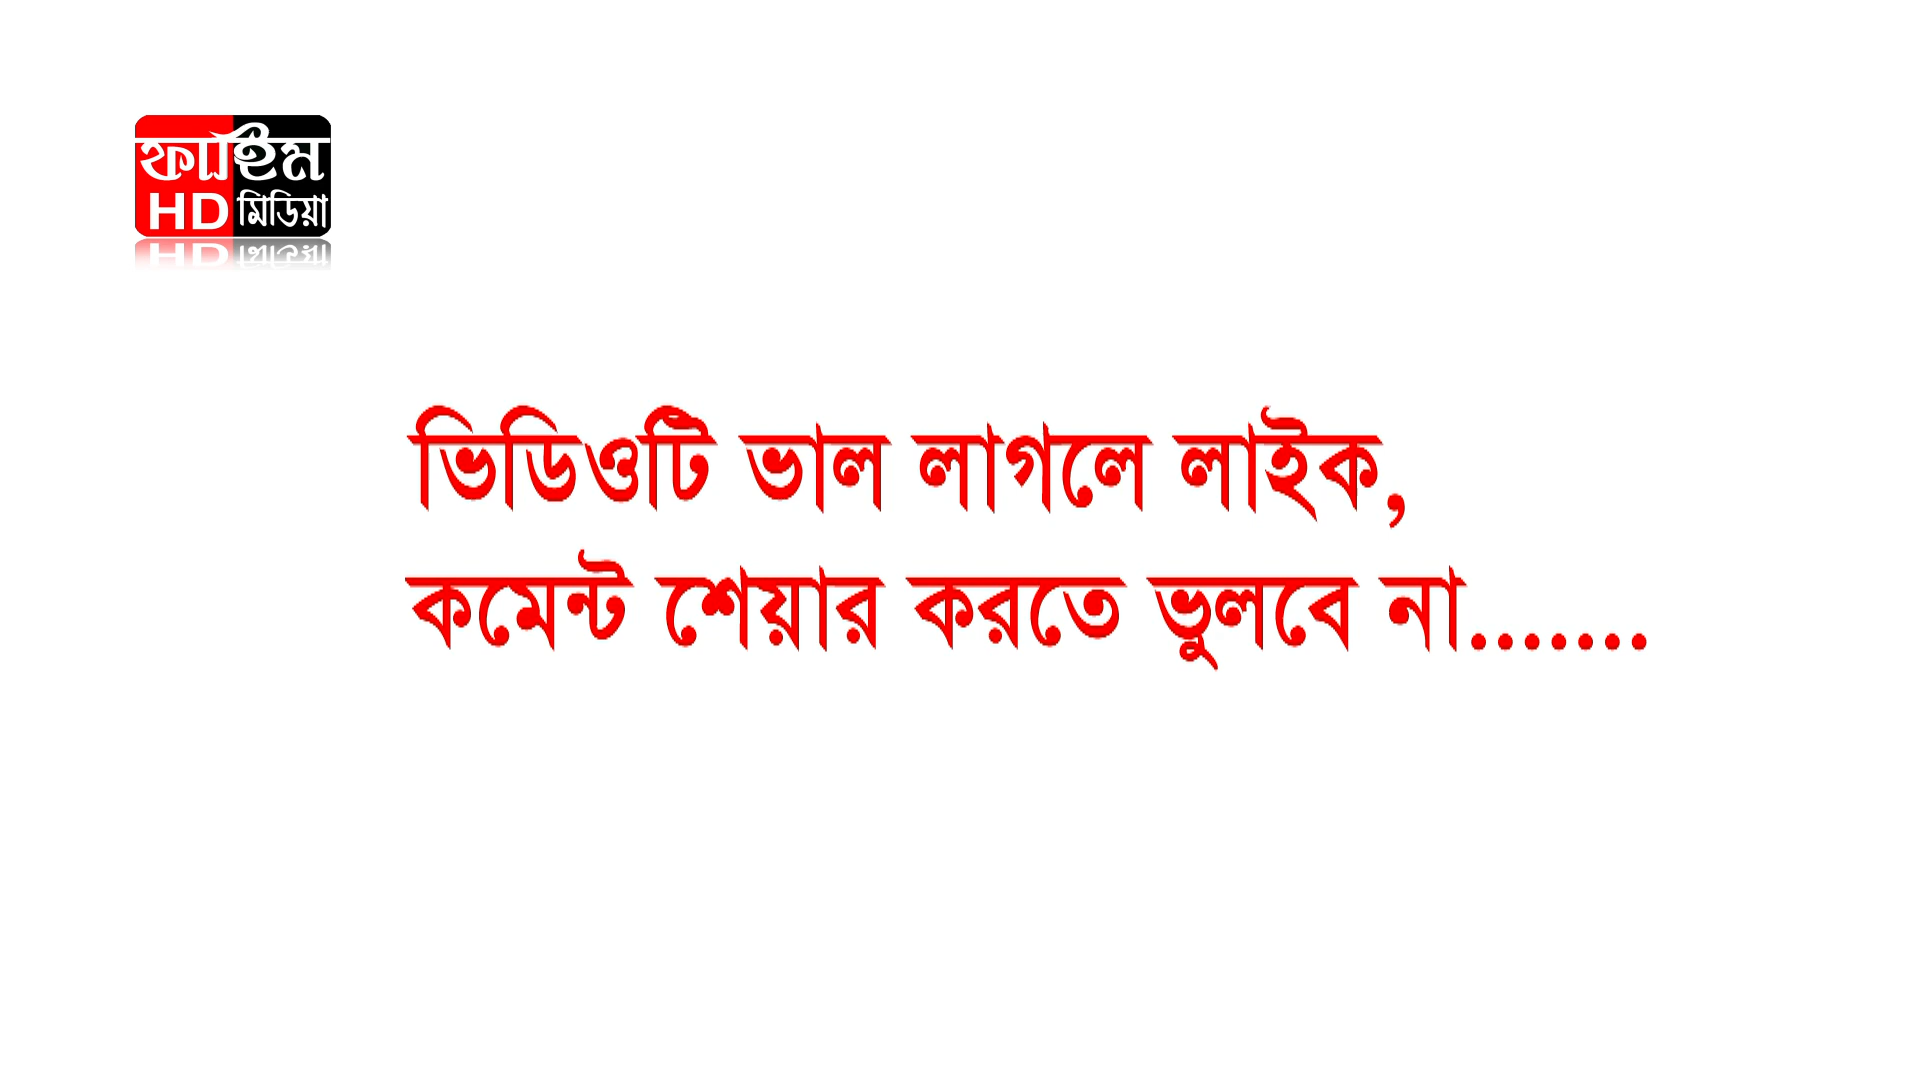 ফাহিম
HD মিডিয়া
ভিডিওটি ভাল লাগলে লাইক,
কমেন্ট শেয়ার করতে ভুলবে না.......